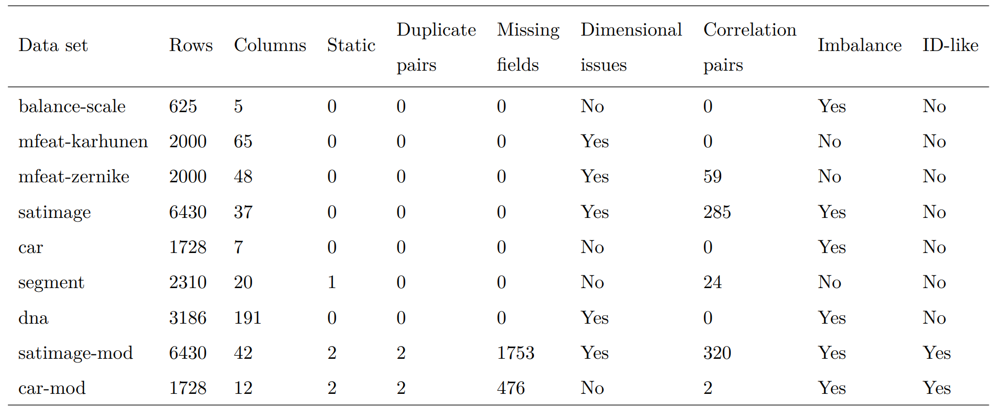 Data set Rows Columns Static Duplicate pairs Missing fields Dimensional issues Correlation pairs Imbalance ID-like
balance-scale 625 5 0 0 0 No 0 Yes No
mfeat-karhunen 2000 65 0 0 0 Yes 0 No No
mfeat-zernike 2000 48 0 0 0 Yes 59 No No
satimage 6430 37 0 0 0 Yes 285 Yes No
car 1728 7 0 0 0 No 0 Yes No
segment 2310 20 1 0 0 No 24 No No
dna 3186 191 0 0 0 Yes 0 Yes No
satimage-mod 6430 42 2 2 1753 Yes 320 Yes Yes
car-mod 1728 12 2 2 476 No 2 Yes Yes